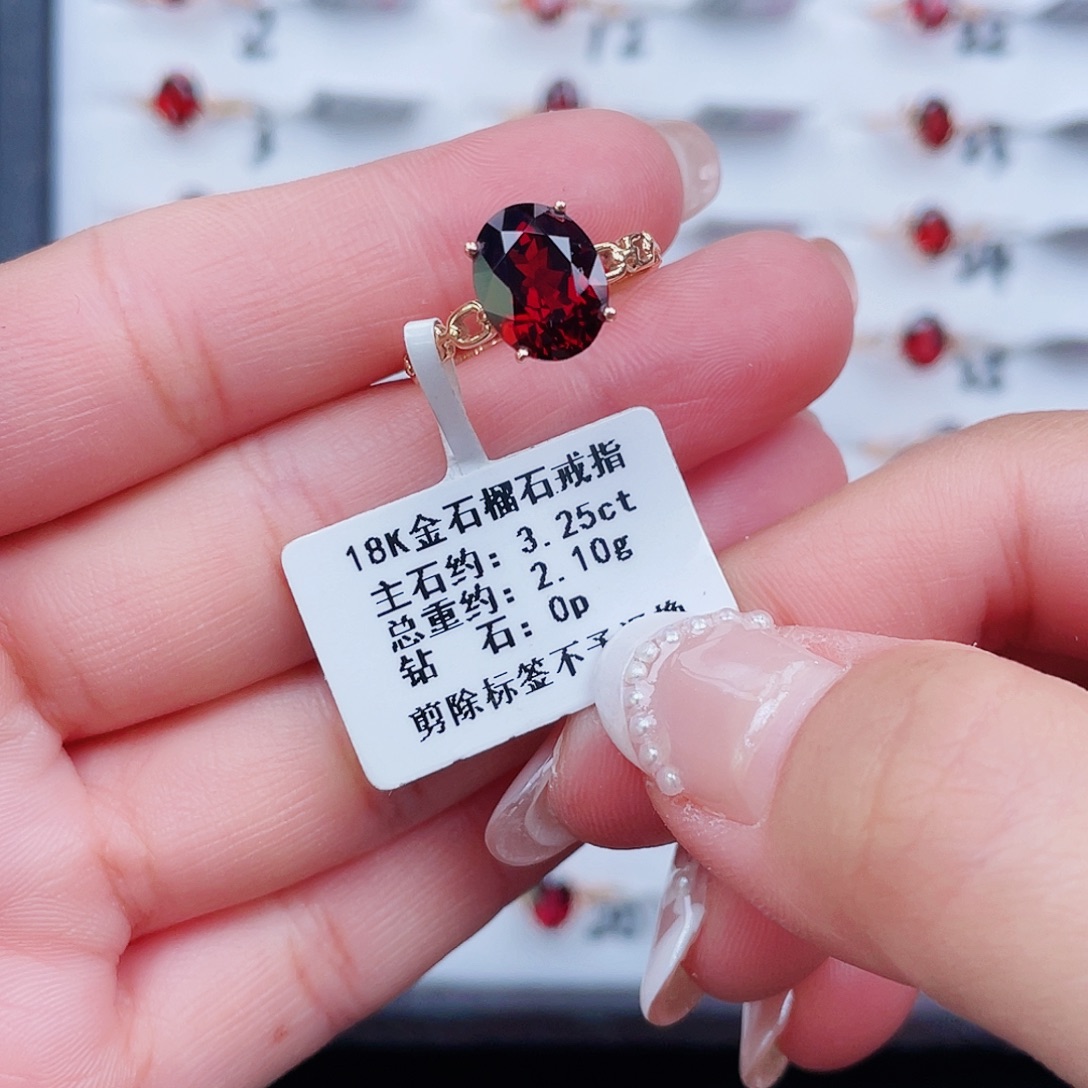 18K金石榴石戒指
主石约：3.25ct
总重约：2.10g
钻　石：0p
剪除标签不予